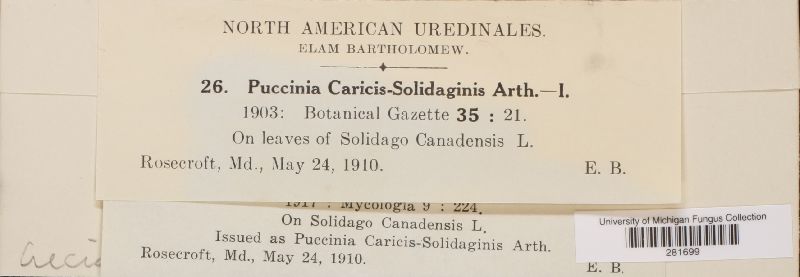 NORTH AMERICAN UREDINALES.
ELAM BARTHOLOMEW.
26. Puccinia Caricis-Solidaginis Arth.—I.
1903: Botanical Gazette 35 : 21.
On leaves of Solidago Canadensis L.
Rosecroft, Md., May 24, 1910. E. B.
1917 : Mycologia 9 : 224.
On Solidago Canadensis L.
Issued as Puccinia Caricis-Solidaginis Arth.
Rosecroft, Md., May 24, 1910. E. B.
University of Michigan Fungus Collection
281699